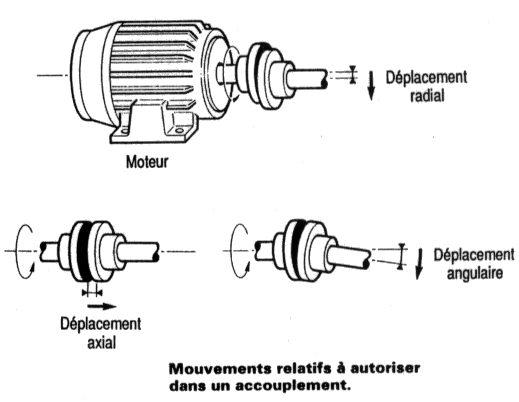 Déplacement
radial
Moteur
Déplacement
axial
Déplacement
angulaire
Mouvements relatifs à autoriser
dans un accouplement.